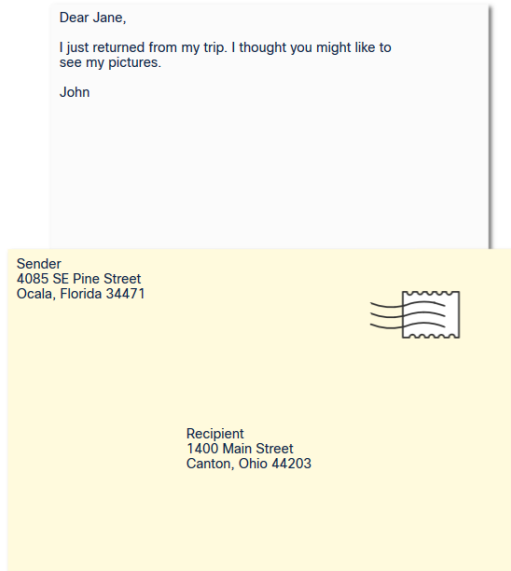 Dear Jane,
I just returned from my trip. I thought you might like to
see my pictures.
John
Sender
4085 SE Pine Street
Ocala, Florida 34471
Recipient
1400 Main Street
Canton, Ohio 44203